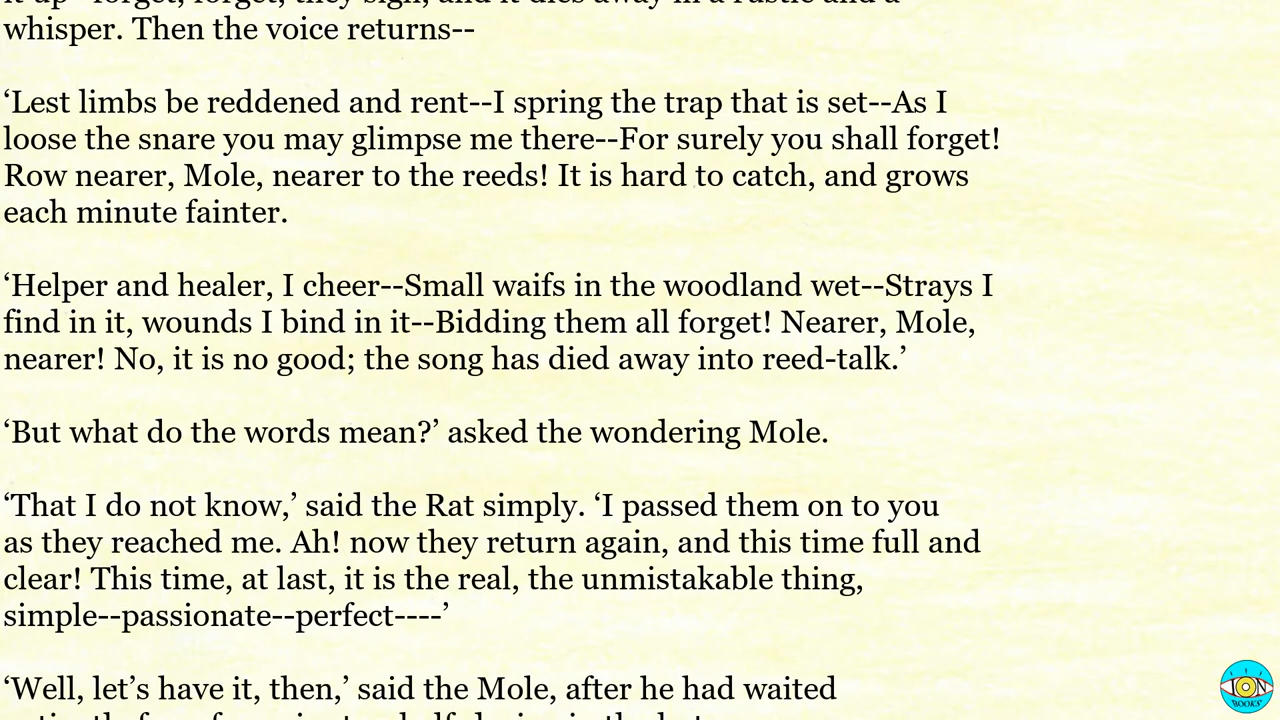 whisper. Then the voice returns--
‘Lest limbs be reddened and rent--I spring the trap that is set--As I
loose the snare you may glimpse me there--For surely you shall forget!
Row nearer, Mole, nearer to the reeds! It is hard to catch, and grows
each minute fainter.
‘Helper and healer, I cheer--Small waifs in the woodland wet--Strays I
find in it, wounds I bind in it--Bidding them all forget! Nearer, Mole,
nearer! No, it is no good; the song has died away into reed-talk.’
‘But what do the words mean?’ asked the wondering Mole.
‘That I do not know,’ said the Rat simply. ‘I passed them on to you
as they reached me. Ah! now they return again, and this time full and
clear! This time, at last, it is the real, the unmistakable thing,
simple--passionate--perfect----’
‘Well, let’s have it, then,’ said the Mole, after he had waited
ION
BOOKS